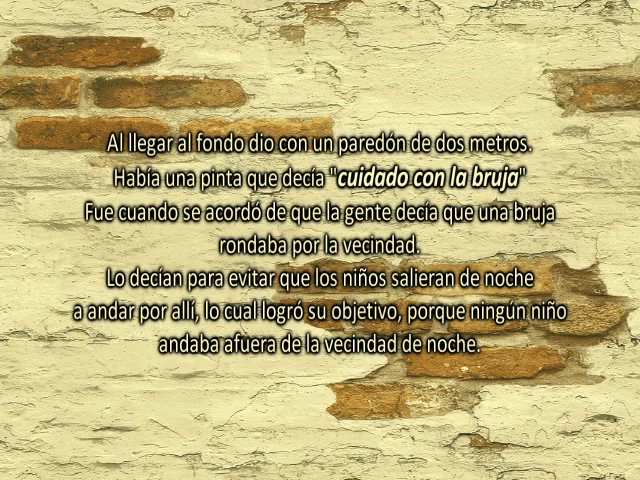 Al llegar al fondo dio con un paredón de dos metros.
Había una pinta que decía "cuidado con la bruja"
Fue cuando se acordó de que la gente decía que una bruja
rondaba por la vecindad.
Lo decían para evitar que los niños salieran de noche
a andar por allí, lo cual logró su objetivo, porque ningún niño
andaba afuera de la vecindad de noche.